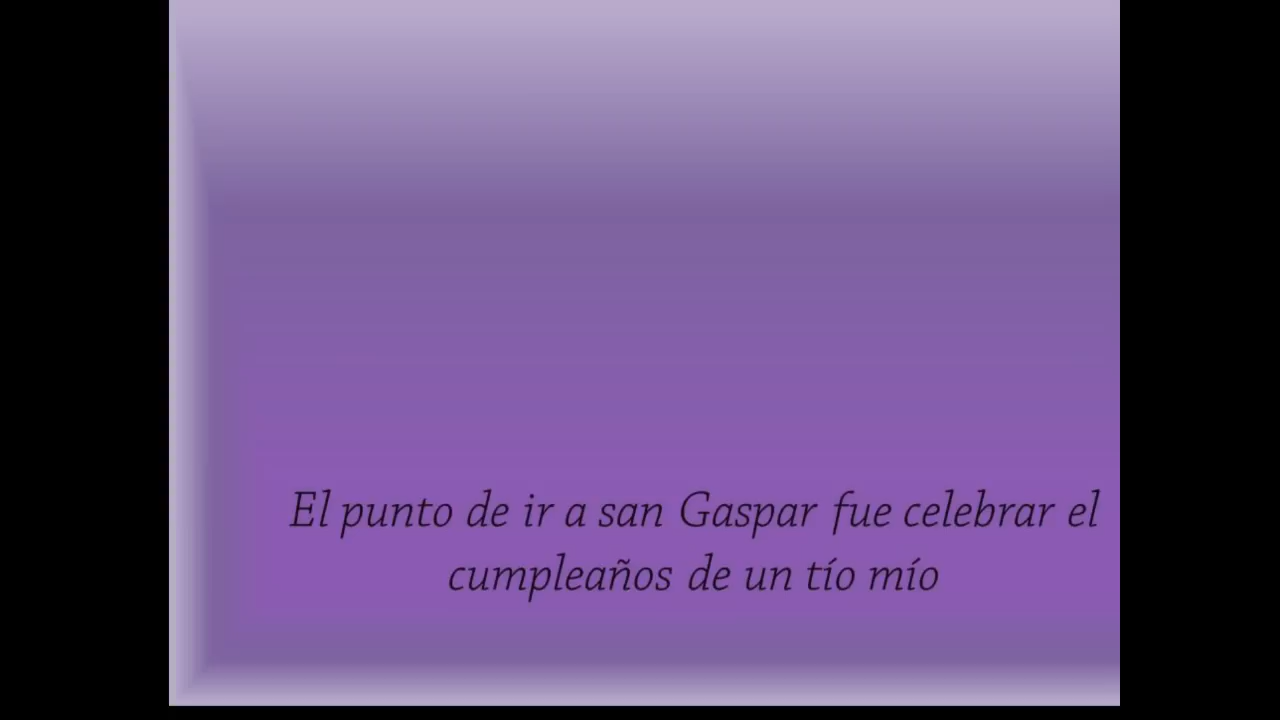 El punto de ir a san Gaspar fue celebrar el
cumpleaños de un tío mío